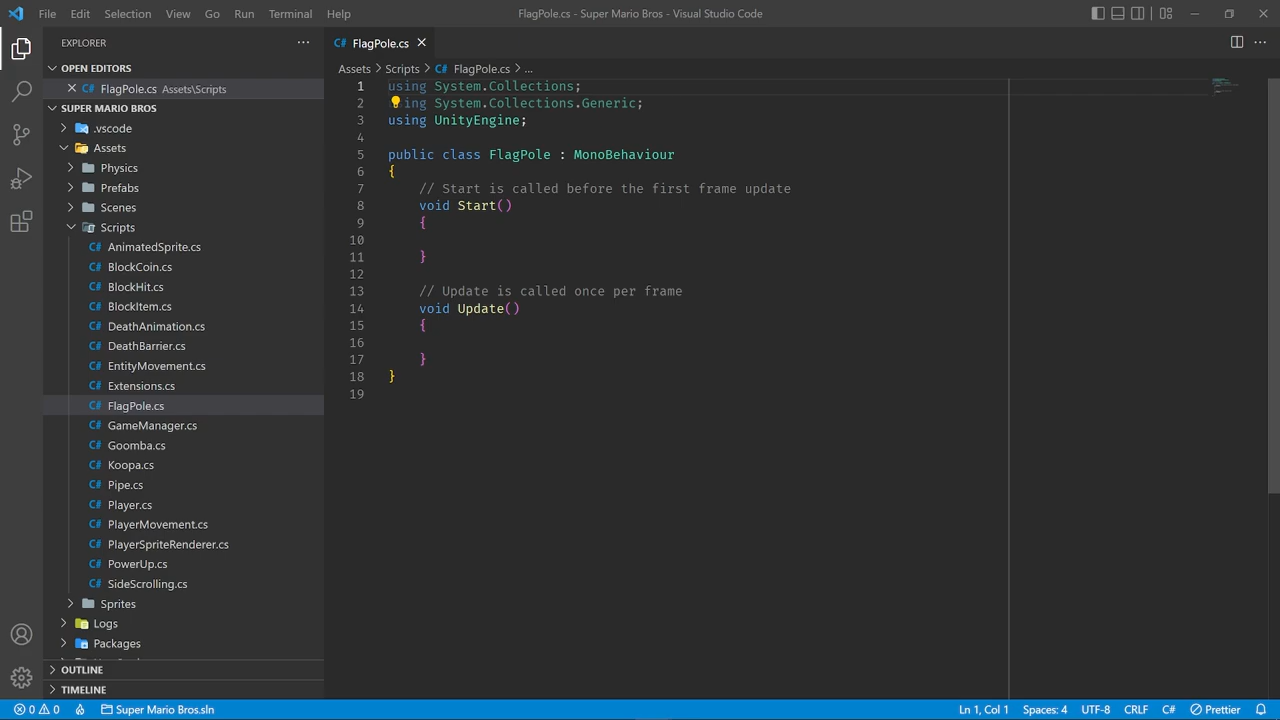 File Edit Selection View Go Run Terminal Help
FlagPole.cs - Super Mario Bros - Visual Studio Code
EXPLORER
OPEN EDITORS
FlagPole.cs Assets\Scripts
SUPER MARIO BROS
.vscode
Assets
Physics
Prefabs
Scenes
Scripts
C# AnimatedSprite.cs
C# BlockCoin.cs
C# BlockHit.cs
C# BlockItem.cs
C# DeathAnimation.cs
C# DeathBarrier.cs
C# EntityMovement.cs
C# Extensions.cs
C# FlagPole.cs
C# GameManager.cs
C# Goomba.cs
C# Koopa.cs
C# Pipe.cs
C# Player.cs
C# PlayerMovement.cs
C# PlayerSpriteRenderer.cs
C# PowerUp.cs
C# SideScrolling.cs
Sprites
Logs
Packages
OUTLINE
TIMELINE
C# FlagPole.cs
Assets > Scripts > C# FlagPole.cs > ...
1 using System.Collections;
2 using System.Collections.Generic;
3 using UnityEngine;
4
5 public class FlagPole : MonoBehaviour
6 {
7 // Start is called before the first frame update
8 void Start()
9 {
10
11 }
12
13 // Update is called once per frame
14 void Update()
15 {
16
17 }
18 }
19
0 0 Super Mario Bros.sln
Ln 1, Col 1 Spaces: 4 UTF-8 CRLF C# Prettier